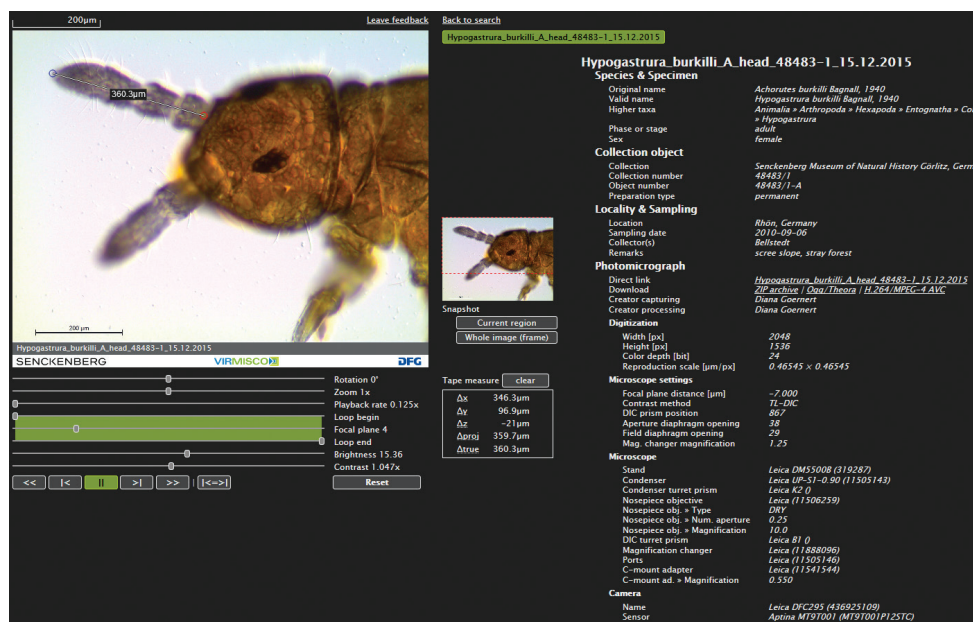 200µm
Leave feedback
Back to search
Hypogastrura_burkilli_A_head_48483-1_15.12.2015
360.3µm
200 µm
Hypogastrura_burkilli_A_head_48483-1_15.12.2015
SENCKENBERG
VIRMISCO
DFG
Rotation 0°
Zoom 1x
Playback rate 0.125x
Loop begin
Focal plane 4
Loop end
Brightness 15.36
Contrast 1.047x
<< |< || >| >> |<=>| Reset
Snapshot
Current region
Whole image (frame)
Tape measure clear
Δx 346.3µm
Δy 96.9µm
Δz -21µm
Δproj 359.7µm
Δtrue 360.3µm
Hypogastrura_burkilli_A_head_48483-1_15.12.2015
Species & Specimen
Original name Achorutes burkilli Bagnall, 1940
Valid name Hypogastrura burkilli Bagnall, 1940
Higher taxa Animalia » Arthropoda » Hexapoda » Entognatha » Co
» Hypogastrura
Phase or stage adult
Sex female
Collection object
Collection Senckenberg Museum of Natural History Görlitz, Germ
Collection number 48483/1
Object number 48483/1-A
Preparation type permanent
Locality & Sampling
Location Rhön, Germany
Sampling date 2010-09-06
Collector(s) Bellstedt
Remarks scree slope, stray forest
Photomicrograph
Direct link Hypogastrura_burkilli_A_head_48483-1_15.12.2015
Download ZIP archive | Ogg/Theora | H.264/MPEG-4 AVC
Creator capturing Diana Goernert
Creator processing Diana Goernert
Digitization
Width [px] 2048
Height [px] 1536
Color depth [bit] 24
Reproduction scale [µm/px] 0.46545 × 0.46545
Microscope settings
Focal plane distance [µm] -7.000
Contrast method TL-DIC
DIC prism position 867
Aperture diaphragm opening 38
Field diaphragm opening 29
Mag. changer magnification 1.25
Microscope
Stand Leica DM5500B (319287)
Condenser Leica UP-S1-0.90 (11505143)
Condenser turret prism Leica K2 ()
Nosepiece objective Leica (11506259)
Nosepiece obj. » Type DRY
Nosepiece obj. » Num. aperture 0.25
Nosepiece obj. » Magnification 10.0
DIC turret prism Leica B1 ()
Magnification changer Leica (11888096)
Ports Leica (11505146)
C-mount adapter Leica (11541544)
C-mount ad. » Magnification 0.550
Camera
Name Leica DFC295 (436925109)
Sensor Aptina MT9T001 (MT9T001P12STC)